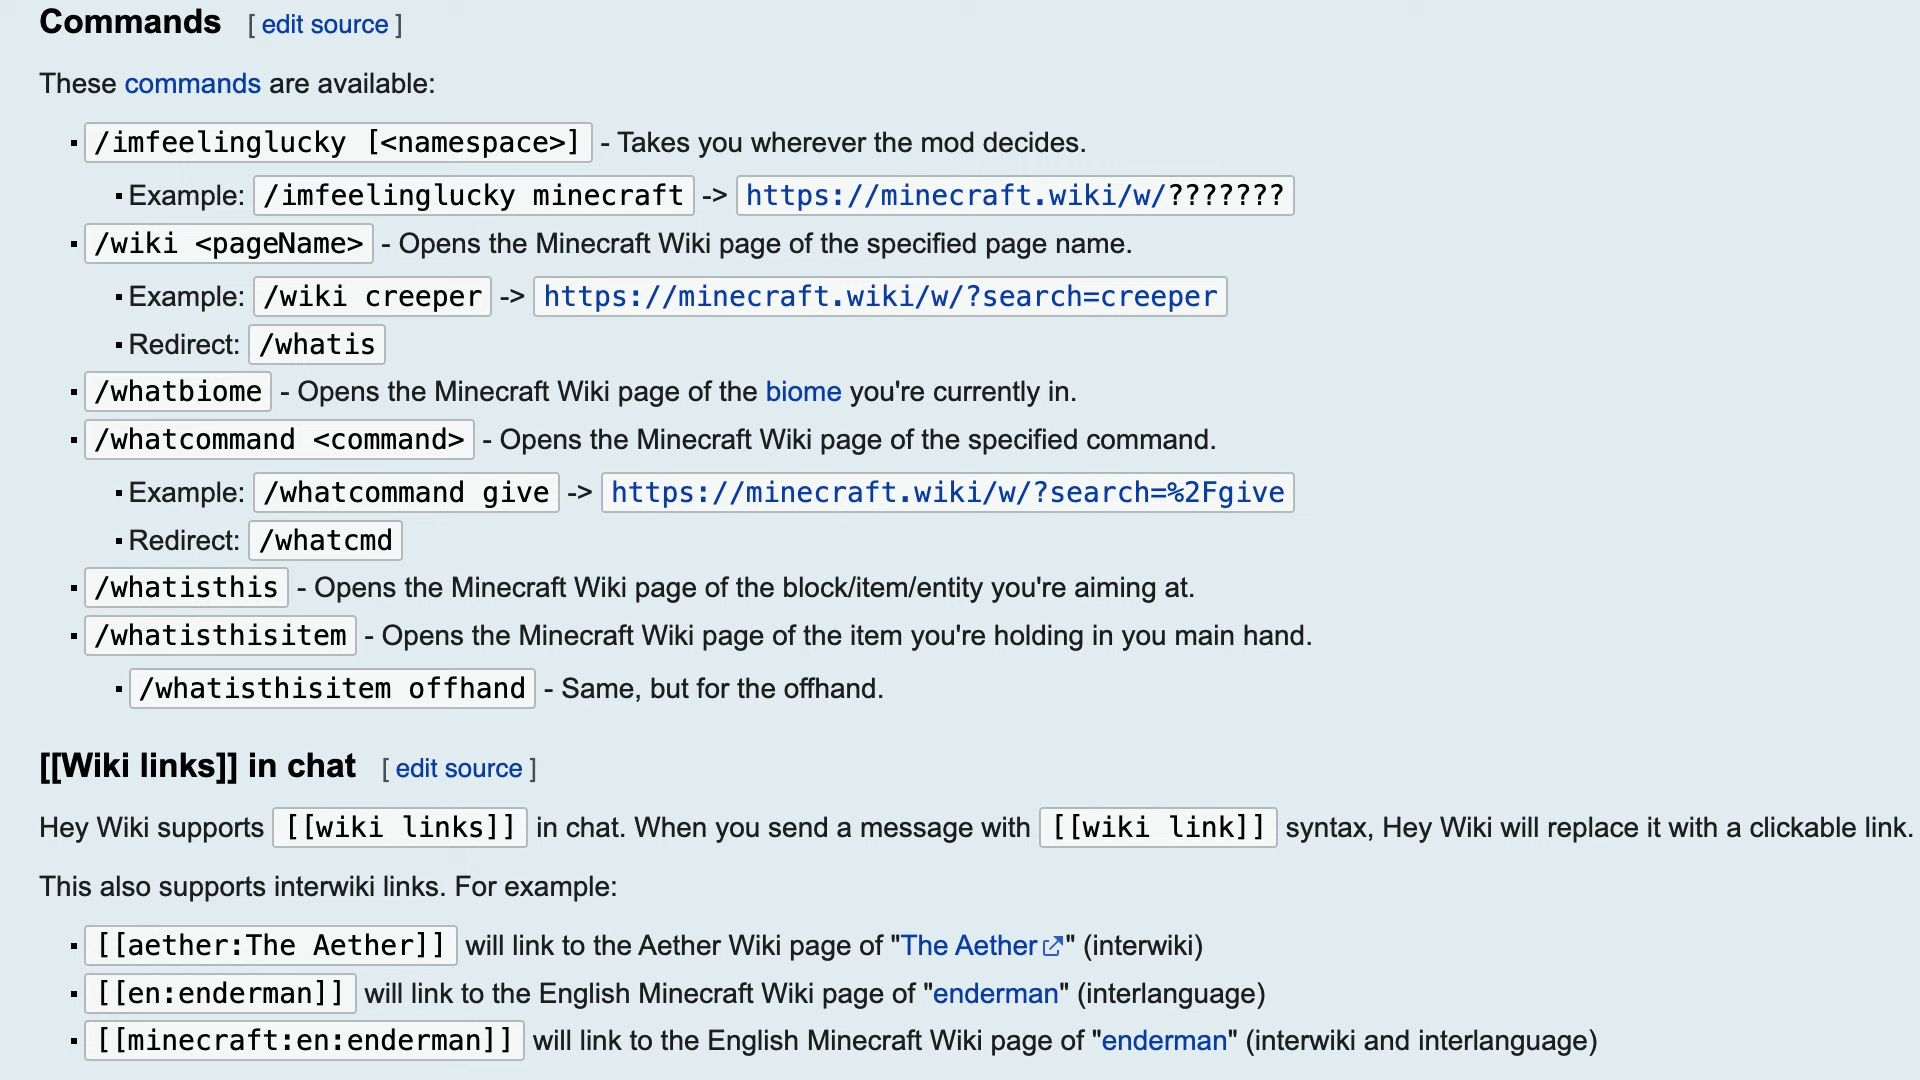 Commands [ edit source ]
These commands are available:
▪ /imfeelinglucky [<namespace>] - Takes you wherever the mod decides.
▪ Example: /imfeelinglucky minecraft -> https://minecraft.wiki/w/???????
▪ /wiki <pageName> - Opens the Minecraft Wiki page of the specified page name.
▪ Example: /wiki creeper -> https://minecraft.wiki/w/?search=creeper
▪ Redirect: /whatis
▪ /whatbiome - Opens the Minecraft Wiki page of the biome you're currently in.
▪ /whatcommand <command> - Opens the Minecraft Wiki page of the specified command.
▪ Example: /whatcommand give -> https://minecraft.wiki/w/?search=%2Fgive
▪ Redirect: /whatcmd
▪ /whatisthis - Opens the Minecraft Wiki page of the block/item/entity you're aiming at.
▪ /whatisthisitem - Opens the Minecraft Wiki page of the item you're holding in you main hand.
▪ /whatisthisitem offhand - Same, but for the offhand.
[[Wiki links]] in chat [ edit source ]
Hey Wiki supports [[wiki links]] in chat. When you send a message with [[wiki link]] syntax, Hey Wiki will replace it with a clickable link.
This also supports interwiki links. For example:
▪ [[aether:The Aether]] will link to the Aether Wiki page of "The Aether" (interwiki)
▪ [[en:enderman]] will link to the English Minecraft Wiki page of "enderman" (interlanguage)
▪ [[minecraft:en:enderman]] will link to the English Minecraft Wiki page of "enderman" (interwiki and interlanguage)